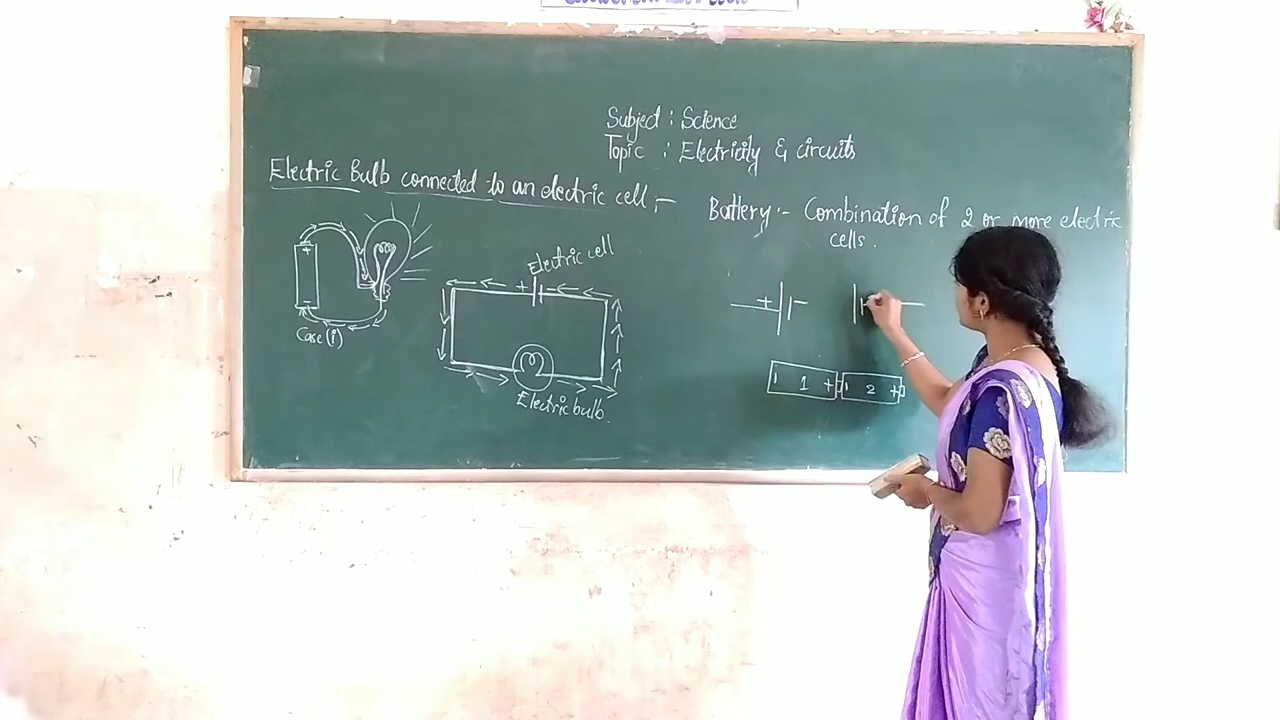 Subject : Science
Topic : Electricity & circuits
Electric Bulb connected to an electric cell :-
+
-
Case (i)
Electric cell
+ -
Electric bulb.
Battery :- Combination of 2 or more electric
cells.
+ -
- 1 + - 2 +